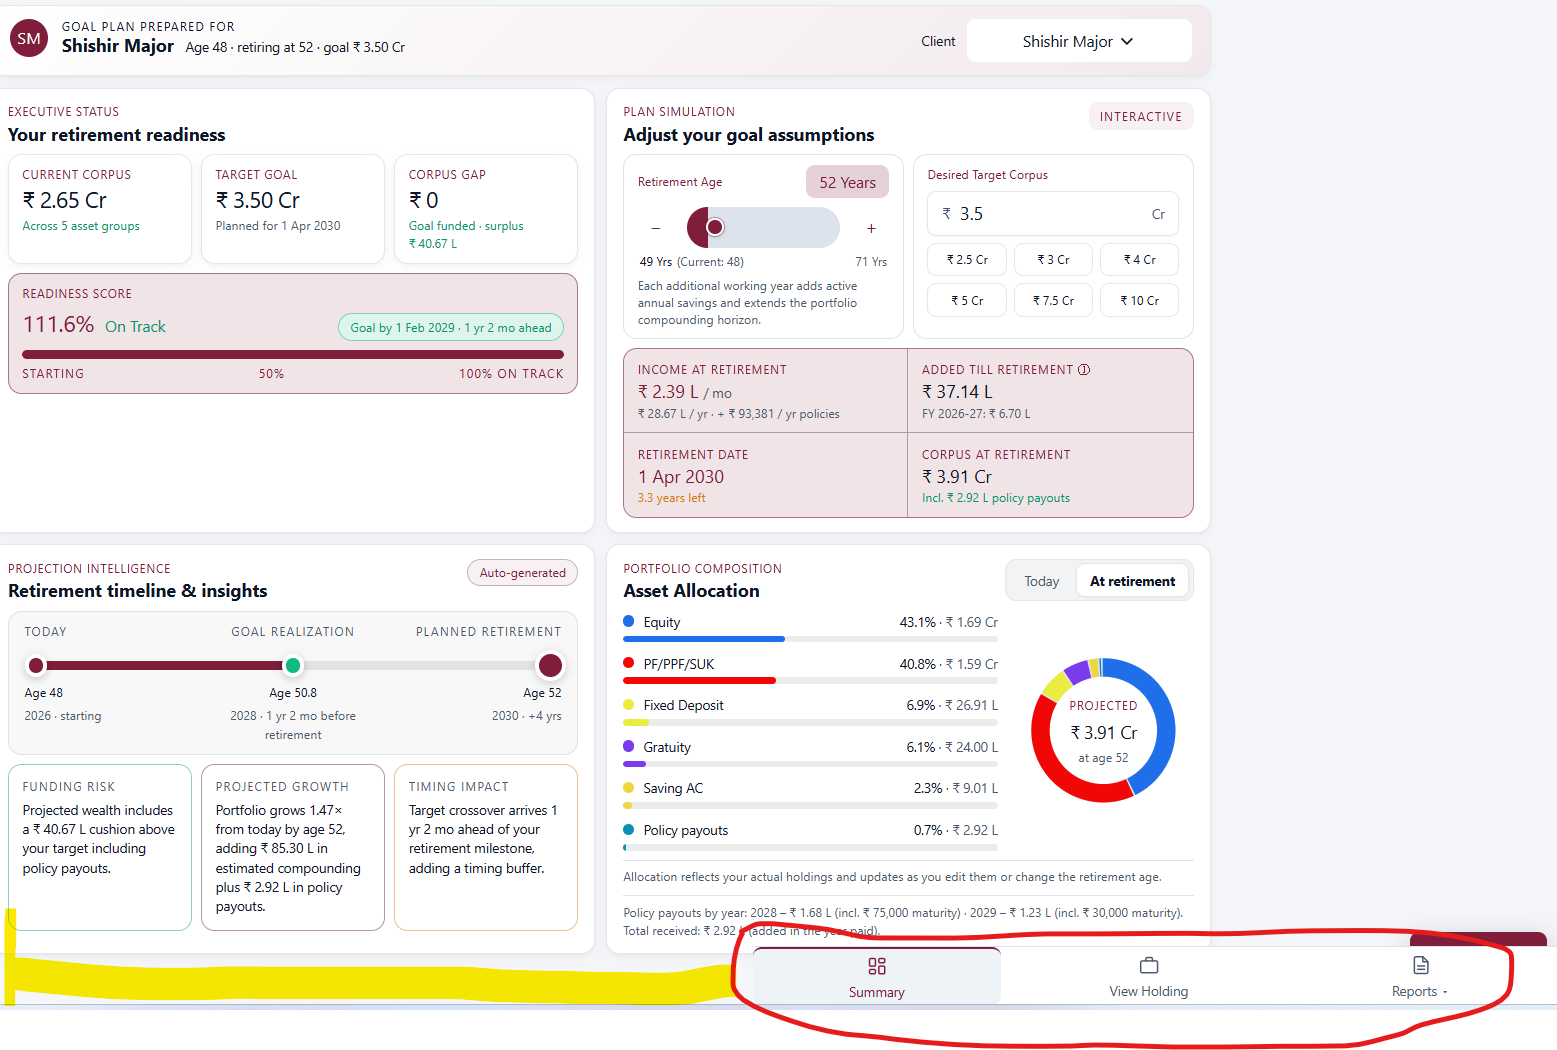 SM
GOAL PLAN PREPARED FOR
Shishir Major Age 48 · retiring at 52 · goal ₹ 3.50 Cr
Client
Shishir Major
EXECUTIVE STATUS
Your retirement readiness
CURRENT CORPUS
₹ 2.65 Cr
Across 5 asset groups
TARGET GOAL
₹ 3.50 Cr
Planned for 1 Apr 2030
CORPUS GAP
₹ 0
Goal funded · surplus
₹ 40.67 L
READINESS SCORE
111.6% On Track
Goal by 1 Feb 2029 · 1 yr 2 mo ahead
STARTING
50%
100% ON TRACK
PLAN SIMULATION
Adjust your goal assumptions
INTERACTIVE
Retirement Age
52 Years
−
+
49 Yrs (Current: 48)
71 Yrs
Each additional working year adds active
annual savings and extends the portfolio
compounding horizon.
Desired Target Corpus
₹ 3.5 Cr
₹ 2.5 Cr
₹ 3 Cr
₹ 4 Cr
₹ 5 Cr
₹ 7.5 Cr
₹ 10 Cr
INCOME AT RETIREMENT
₹ 2.39 L / mo
₹ 28.67 L / yr · + ₹ 93,381 / yr policies
ADDED TILL RETIREMENT ⓘ
₹ 37.14 L
FY 2026-27: ₹ 6.70 L
RETIREMENT DATE
1 Apr 2030
3.3 years left
CORPUS AT RETIREMENT
₹ 3.91 Cr
Incl. ₹ 2.92 L policy payouts
PROJECTION INTELLIGENCE
Retirement timeline & insights
Auto-generated
TODAY
GOAL REALIZATION
PLANNED RETIREMENT
Age 48
Age 50.8
Age 52
2026 · starting
2028 · 1 yr 2 mo before
retirement
2030 · +4 yrs
FUNDING RISK
Projected wealth includes
a ₹ 40.67 L cushion above
your target including
policy payouts.
PROJECTED GROWTH
Portfolio grows 1.47×
from today by age 52,
adding ₹ 85.30 L in
estimated compounding
plus ₹ 2.92 L in policy
payouts.
TIMING IMPACT
Target crossover arrives 1
yr 2 mo ahead of your
retirement milestone,
adding a timing buffer.
PORTFOLIO COMPOSITION
Asset Allocation
Today
At retirement
Equity 43.1% · ₹ 1.69 Cr
PF/PPF/SUK 40.8% · ₹ 1.59 Cr
Fixed Deposit 6.9% · ₹ 26.91 L
Gratuity 6.1% · ₹ 24.00 L
Saving AC 2.3% · ₹ 9.01 L
Policy payouts 0.7% · ₹ 2.92 L
PROJECTED
₹ 3.91 Cr
at age 52
Allocation reflects your actual holdings and updates as you edit them or change the retirement age.
Policy payouts by year: 2028 – ₹ 1.68 L (incl. ₹ 75,000 maturity) · 2029 – ₹ 1.23 L (incl. ₹ 30,000 maturity).
Total received: ₹ 2.92 L (added in the year paid).
Summary
View Holding
Reports